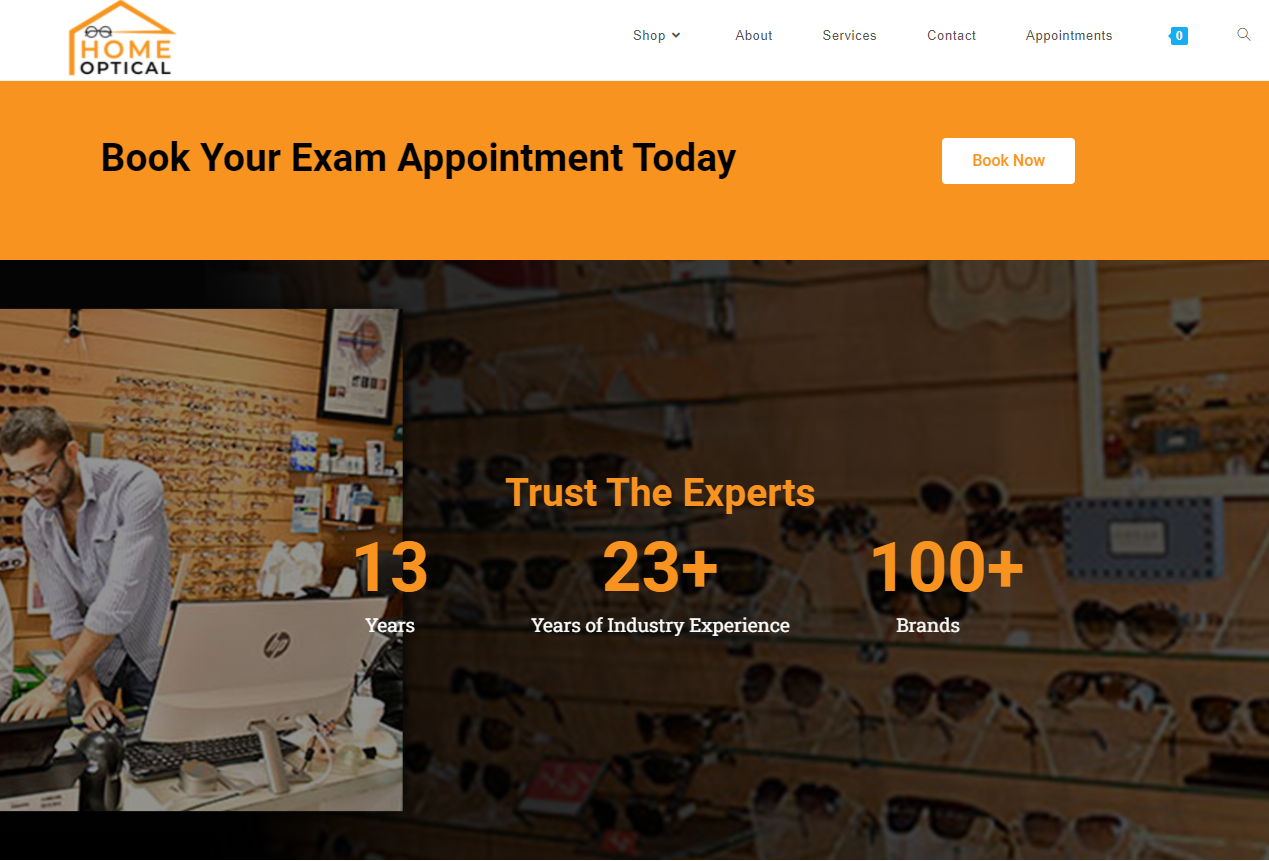 HOME
OPTICAL
Shop
About
Services
Contact
Appointments
0
Book Your Exam Appointment Today
Book Now
Trust The Experts
13
23+
100+
Years
Years of Industry Experience
Brands
hp